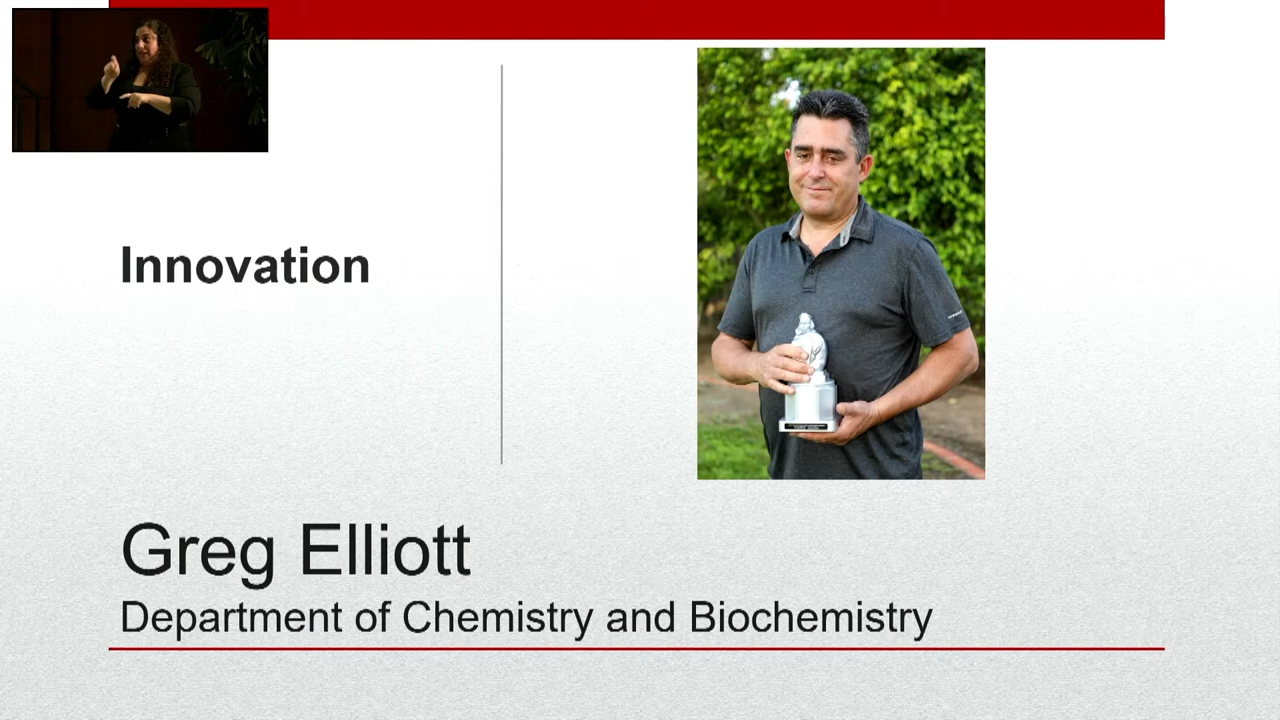 Innovation
Greg Elliott
Department of Chemistry and Biochemistry